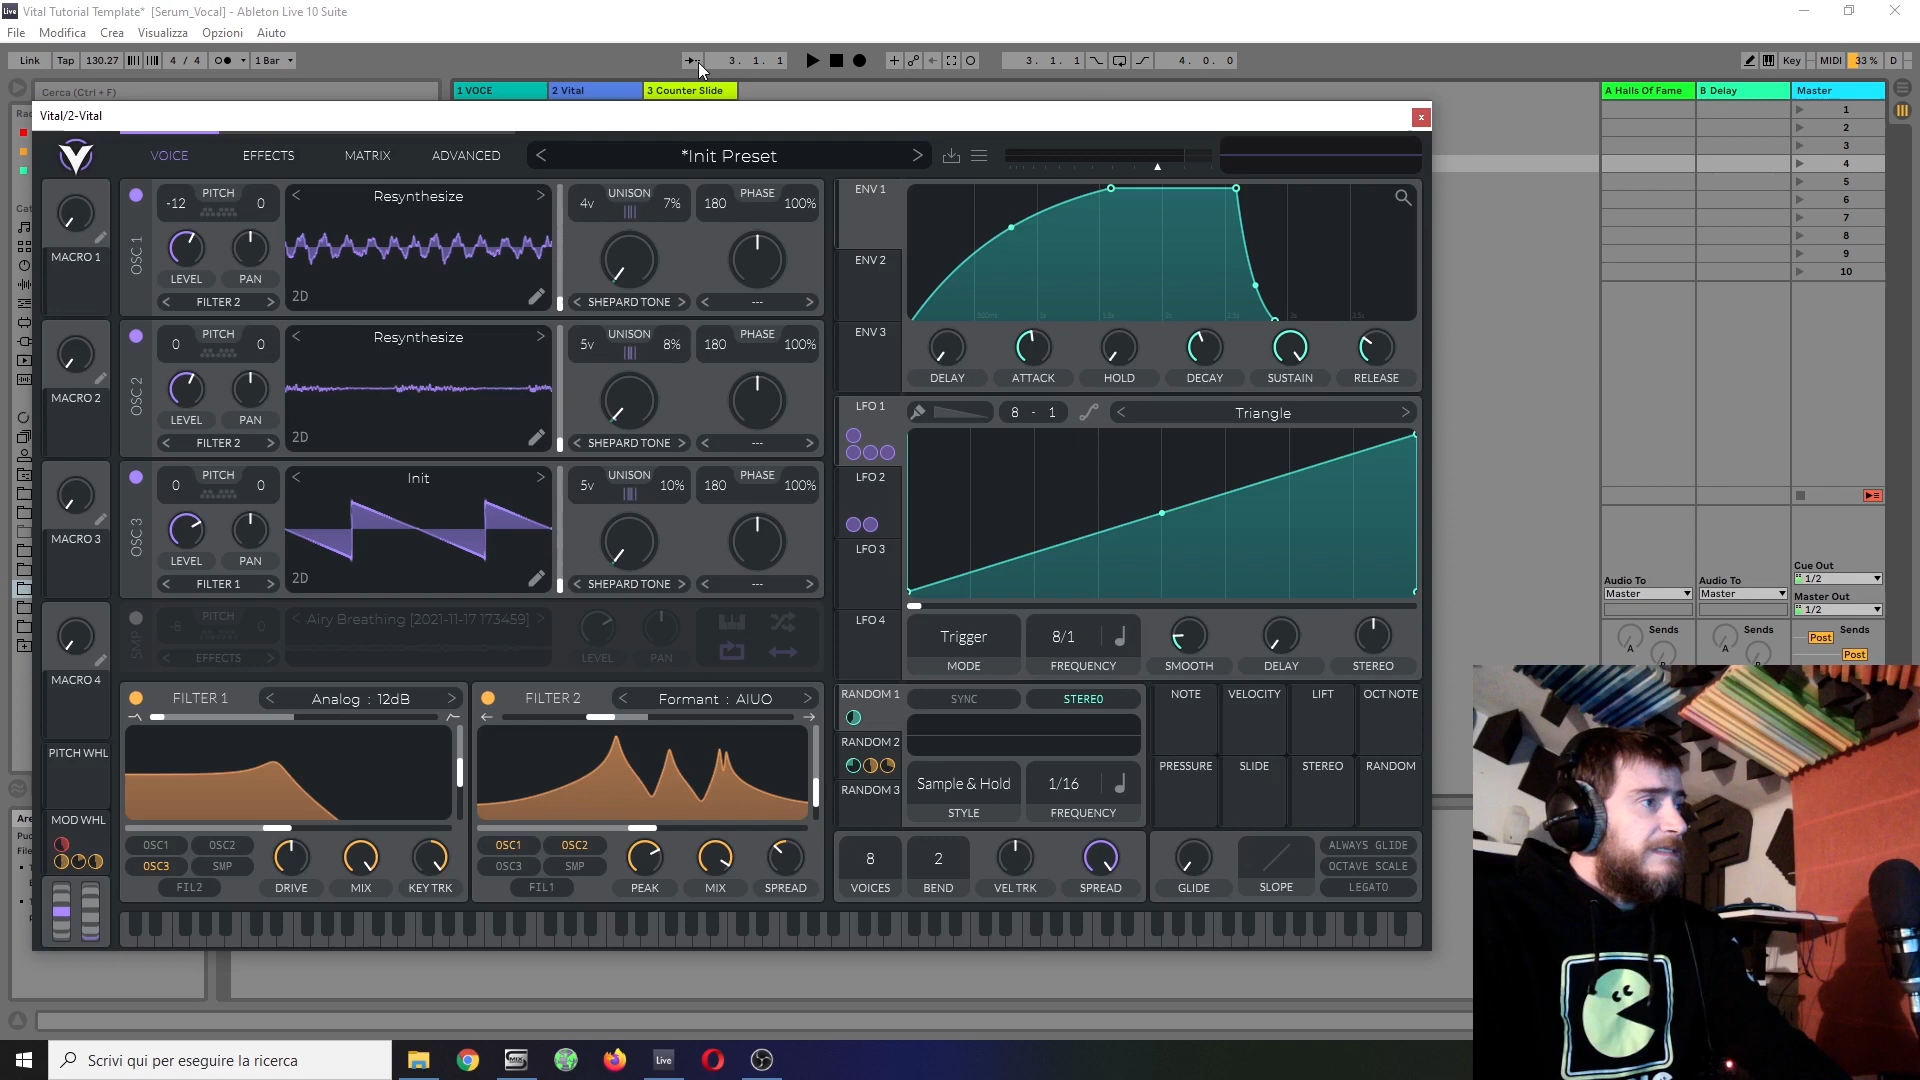 Live Vital Tutorial Template* [Serum_Vocal] - Ableton Live 10 Suite
File Modifica Crea Visualizza Opzioni Aiuto
Link Tap 130.27 4 / 4 1 Bar 3. 1. 1 3. 1. 1 4. 0. 0 Key MIDI 33 % D
Cerca (Ctrl + F) 1 VOCE 2 Vital 3 Counter Slide A Halls Of Fame B Delay Master
Vital/2-Vital
VOICE EFFECTS MATRIX ADVANCED *Init Preset
MACRO 1
MACRO 2
MACRO 3
MACRO 4
PITCH WHL
MOD WHL
OSC 1 -12 PITCH 0 Resynthesize UNISON 4v 7% PHASE 180 100%
LEVEL PAN 2D
FILTER 2 SHEPARD TONE ---
OSC 2 0 PITCH 0 Resynthesize UNISON 5v 8% PHASE 180 100%
LEVEL PAN 2D
FILTER 2 SHEPARD TONE ---
OSC 3 0 PITCH 0 Init UNISON 5v 10% PHASE 180 100%
LEVEL PAN 2D
FILTER 1 SHEPARD TONE ---
SMP -8 PITCH 0 Airy Breathing [2021-11-17 173459]
EFFECTS LEVEL PAN
FILTER 1 Analog : 12dB
OSC1 OSC2
OSC3 SMP
FIL2 DRIVE MIX KEY TRK
FILTER 2 Formant : AIUO
OSC1 OSC2
OSC3 SMP
FIL1 PEAK MIX SPREAD
ENV 1
ENV 2
ENV 3
DELAY ATTACK HOLD DECAY SUSTAIN RELEASE
LFO 1 8 - 1 Triangle
LFO 2
LFO 3
LFO 4
Trigger 8/1
MODE FREQUENCY SMOOTH DELAY STEREO
RANDOM 1 SYNC STEREO
RANDOM 2
RANDOM 3
Sample & Hold 1/16
STYLE FREQUENCY
NOTE VELOCITY LIFT OCT NOTE
PRESSURE SLIDE STEREO RANDOM
8 2
VOICES BEND VEL TRK SPREAD GLIDE SLOPE
ALWAYS GLIDE
OCTAVE SCALE
LEGATO
1
2
3
4
5
6
7
8
9
10
Audio To Audio To Cue Out
Master Master 1/2
Master Out
1/2
Sends Sends Sends
A A Post
Post
Scrivi qui per eseguire la ricerca
Live